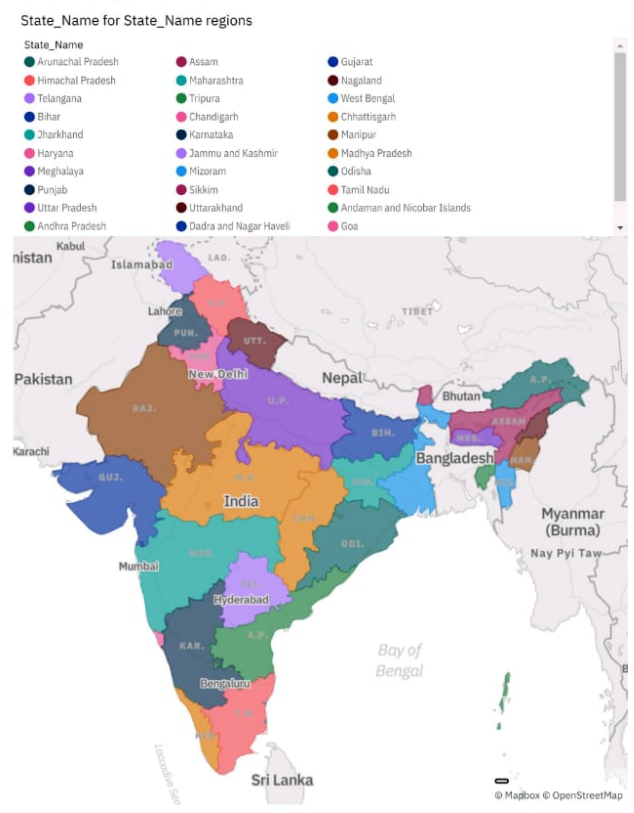 State_Name for State_Name regions
State_Name
Arunachal Pradesh Assam Gujarat
Himachal Pradesh Maharashtra Nagaland
Telangana Tripura West Bengal
Bihar Chandigarh Chhattisgarh
Jharkhand Karnataka Manipur
Haryana Jammu and Kashmir Madhya Pradesh
Meghalaya Mizoram Odisha
Punjab Sikkim Tamil Nadu
Uttar Pradesh Uttarakhand Andaman and Nicobar Islands
Andhra Pradesh Dadra and Nagar Haveli Goa
Kabul
nistan
Islamabad
LAD.
Lahore
TIBET
PUN.
UTT.
New Delhi
Nepal
Pakistan
A.P.
Bhutan
U.P.
RAJ.
ASSAM
BIH.
Karachi
Bangladesh
MAN
GUJ.
India
Myanmar
(Burma)
ODI.
Nay Pyi Taw
Mumbai
Hyderabad
A.P.
KAR.
Bay of
Bengal
Bengaluru
Laccadive Sea
Sri Lanka
© Mapbox © OpenStreetMap